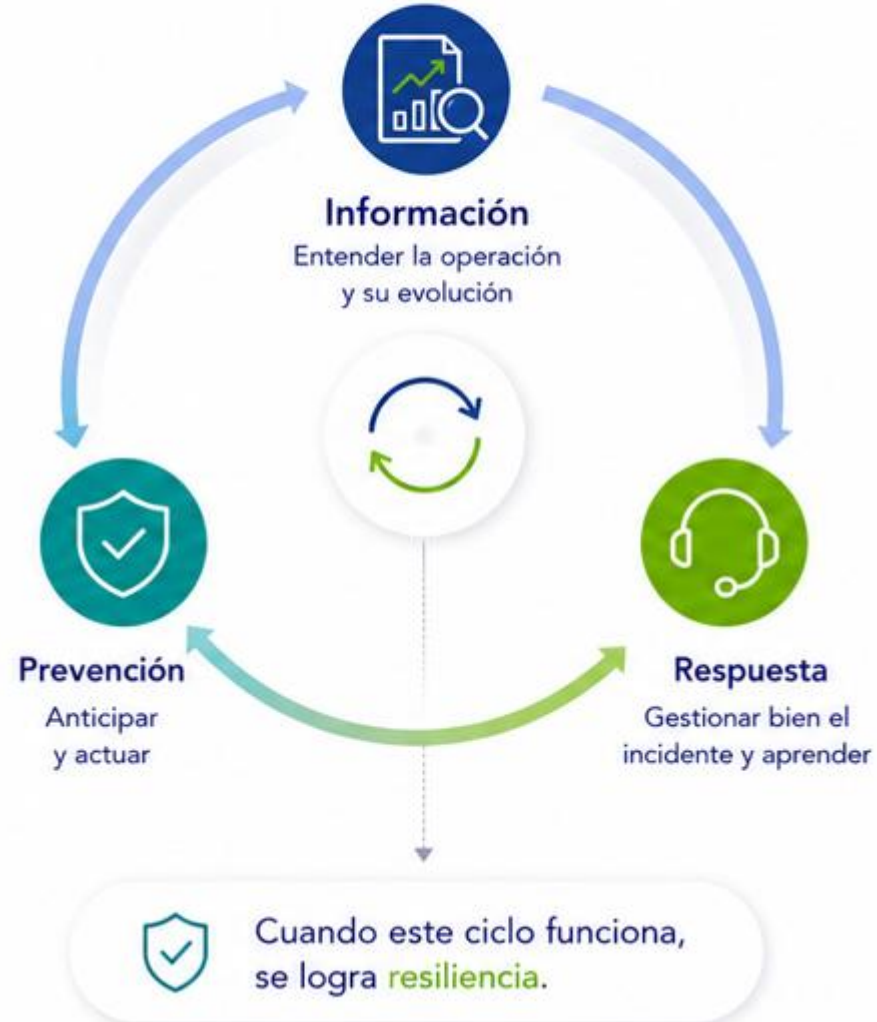 Información
Entender la operación
y su evolución
Prevención
Anticipar
y actuar
Respuesta
Gestionar bien el
incidente y aprender
Cuando este ciclo funciona,
se logra resiliencia.